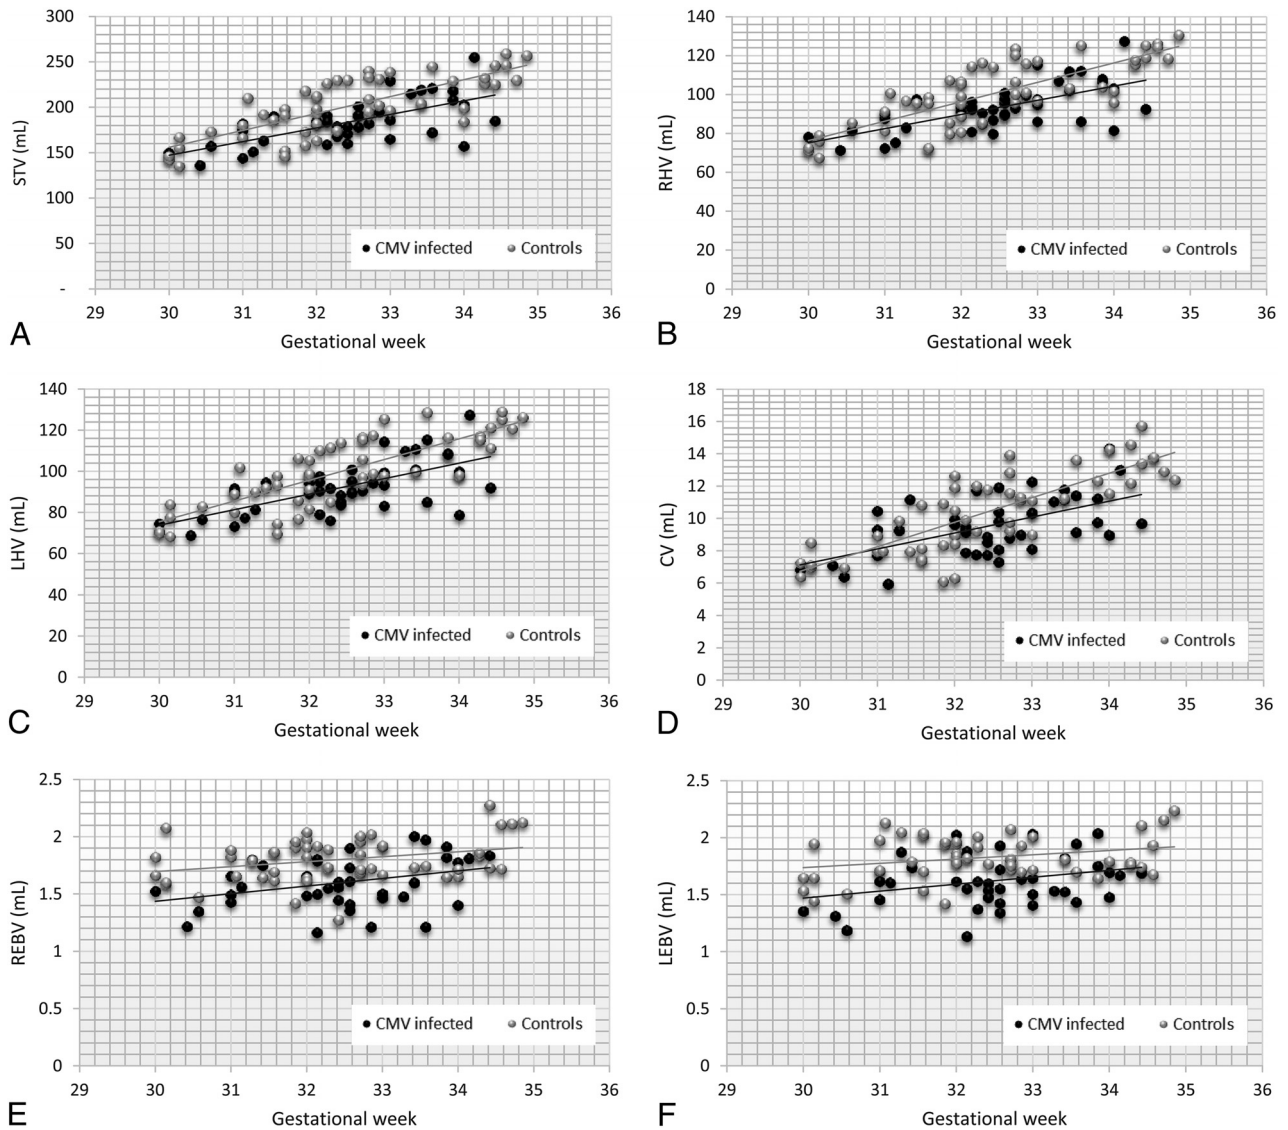 300
250
200
150
100
50
-
STV (mL)
CMV infected
Controls
29 30 31 32 33 34 35 36
Gestational week
A
140
120
100
80
60
40
20
0
RHV (mL)
CMV infected
Controls
29 30 31 32 33 34 35 36
Gestational week
B
140
120
100
80
60
40
20
0
LHV (mL)
CMV infected
Controls
29 30 31 32 33 34 35 36
Gestational week
C
18
16
14
12
10
8
6
4
2
0
CV (mL)
CMV infected
Controls
29 30 31 32 33 34 35 36
Gestational week
D
2.5
2
1.5
1
0.5
0
REBV (mL)
CMV infected
Controls
29 30 31 32 33 34 35 36
Gestational week
E
2.5
2
1.5
1
0.5
0
LEBV (mL)
CMV infected
Controls
29 30 31 32 33 34 35 36
Gestational week
F